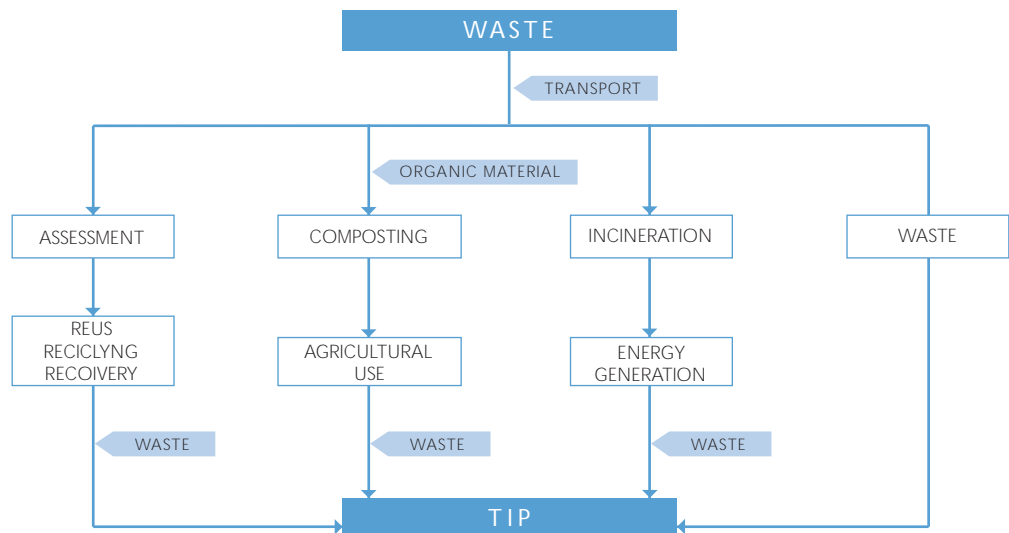 WASTE
TRANSPORT
ORGANIC MATERIAL
ASSESSMENT
COMPOSTING
INCINERATION
WASTE
REUS
RECICLYNG
RECOIVERY
AGRICULTURAL
USE
ENERGY
GENERATION
WASTE
WASTE
WASTE
TIP